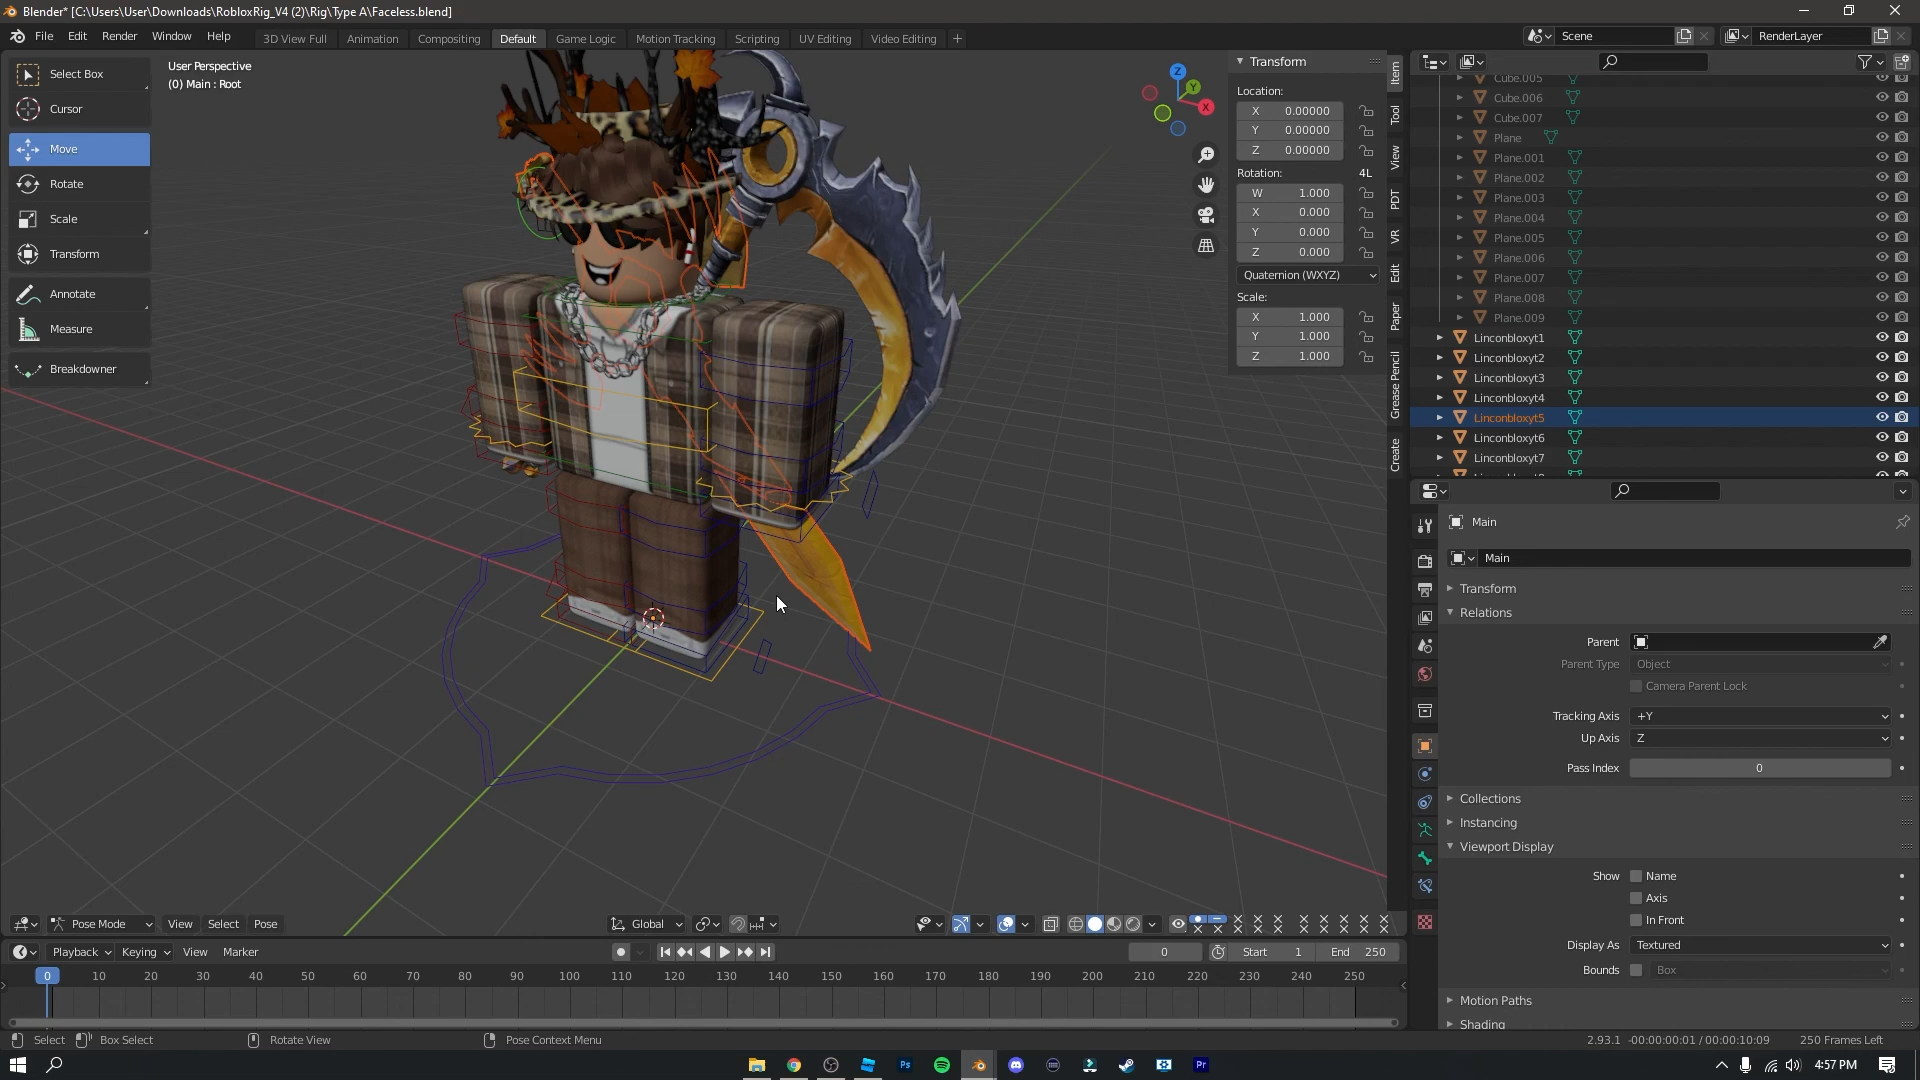 Blender* [C:\Users\User\Downloads\RobloxRig_V4 (2)\Rig\Type A\Faceless.blend]
File Edit Render Window Help
3D View Full Animation Compositing Default Game Logic Motion Tracking Scripting UV Editing Video Editing +
Scene
RenderLayer
Select Box
Cursor
Move
Rotate
Scale
Transform
Annotate
Measure
Breakdowner
User Perspective
(0) Main : Root
Z
Y
X
Transform
Location:
X 0.00000
Y 0.00000
Z 0.00000
Rotation: 4L
W 1.000
X 0.000
Y 0.000
Z 0.000
Quaternion (WXYZ)
Scale:
X 1.000
Y 1.000
Z 1.000
Item
Tool
View
PDT
VR
Edit
Paper
Grease Pencil
Create
Cube.005
Cube.006
Cube.007
Plane
Plane.001
Plane.002
Plane.003
Plane.004
Plane.005
Plane.006
Plane.007
Plane.008
Plane.009
Linconbloxyt1
Linconbloxyt2
Linconbloxyt3
Linconbloxyt4
Linconbloxyt5
Linconbloxyt6
Linconbloxyt7
Main
Main
Transform
Relations
Parent
Parent Type Object
Camera Parent Lock
Tracking Axis +Y
Up Axis Z
Pass Index 0
Collections
Instancing
Viewport Display
Show Name
Axis
In Front
Display As Textured
Bounds Box
Motion Paths
Shading
Pose Mode View Select Pose
Global
Playback Keying View Marker
0 Start 1 End 250
0 10 20 30 40 50 60 70 80 90 100 110 120 130 140 150 160 170 180 190 200 210 220 230 240 250
Select Box Select Rotate View Pose Context Menu
2.93.1 -00:00:00:01 / 00:00:10:09 250 Frames Left
Ps
Pr
4:57 PM